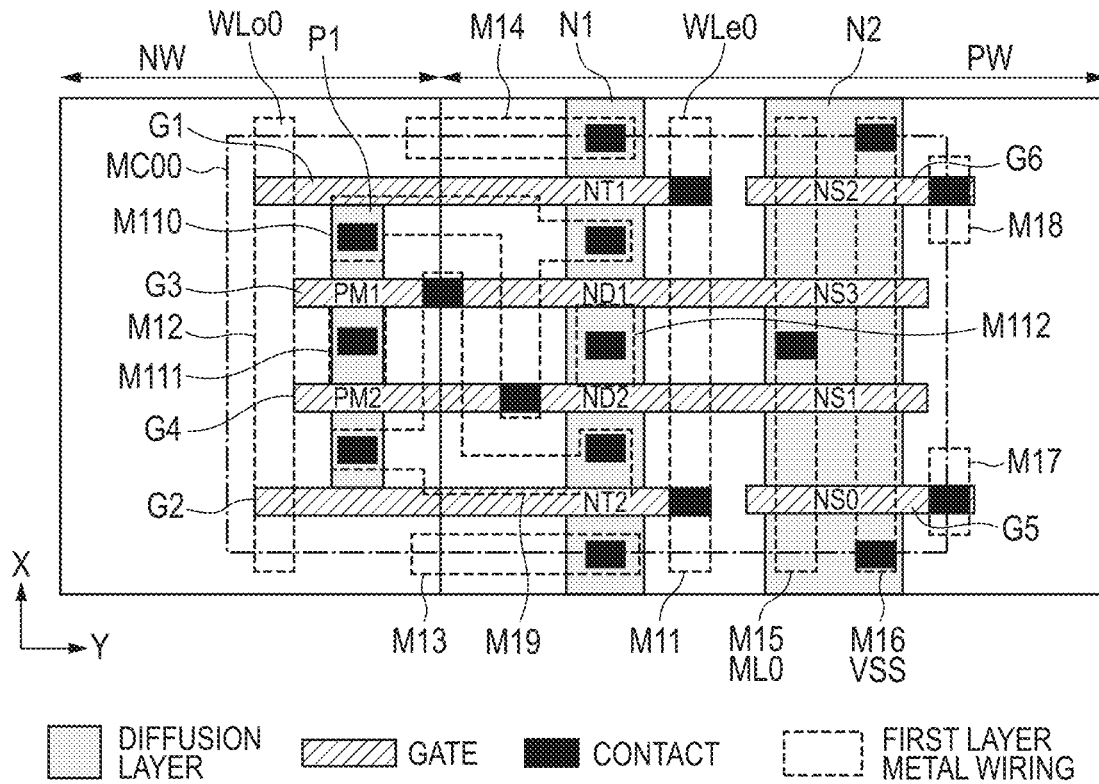 WLo0
P1
M14
N1
WLe0
N2
NW
PW
G1
MC00
M110
G3
M12
M111
G4
G2
NT1
NS2
PM1
ND1
NS3
PM2
ND2
NS1
NT2
NS0
G6
M18
M112
M17
G5
X
Y
M13
M19
M11
M15
ML0
M16
VSS
DIFFUSION
LAYER
GATE
CONTACT
FIRST LAYER
METAL WIRING